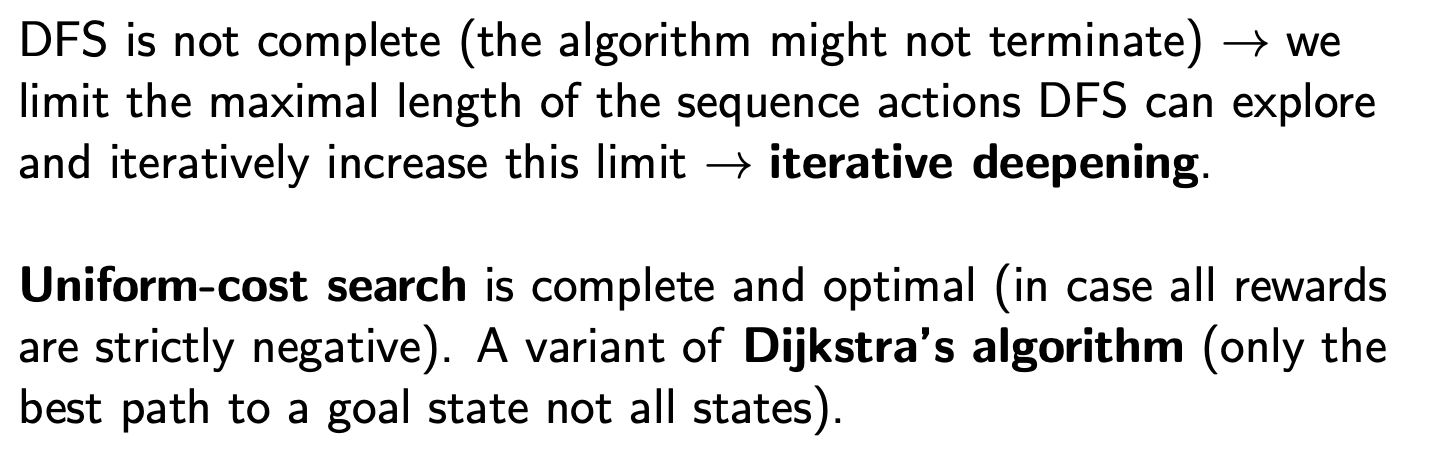 DFS is not complete (the algorithm might not terminate) → we
limit the maximal length of the sequence actions DFS can explore
and iteratively increase this limit → iterative deepening.
Uniform-cost search is complete and optimal (in case all rewards
are strictly negative). A variant of Dijkstra's algorithm (only the
best path to a goal state not all states).